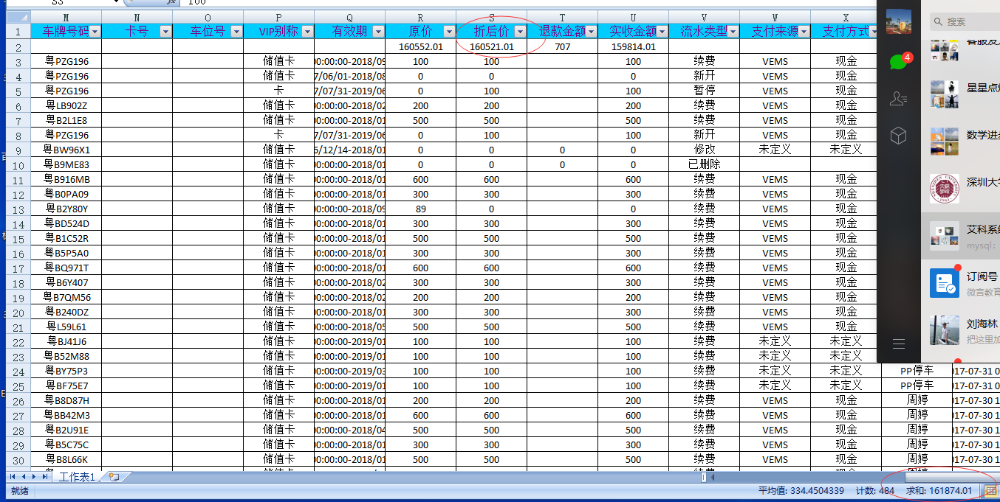 S3 100
M N O P Q R S T U V W X
1 车牌号码 卡号 车位号 VIP别称 有效期 原价 折后价 退款金额 实收金额 流水类型 支付来源 支付方式
2 160552.01 160521.01 707 159814.01
3 粤PZG196 储值卡 00:00:00-2018/09 100 100 100 续费 VEMS 现金
4 粤PZG196 储值卡 7/06/01-2018/08 0 0 0 新开 VEMS 现金
5 粤PZG196 卡 7/07/31-2019/06 0 100 100 暂停 VEMS 现金
6 粤LB902Z 储值卡 00:00:00-2018/02 200 200 200 续费 VEMS 现金
7 粤B2L1E8 储值卡 00:00:00-2018/01 500 500 500 续费 VEMS 现金
8 粤PZG196 卡 7/07/31-2019/06 0 100 100 新开 VEMS 现金
9 粤BW96X1 储值卡 6/12/14-2018/01 0 0 0 0 修改 未定义 未定义
10 粤B9ME83 储值卡 00:00:00-2018/01 0 0 0 0 已删除
11 粤B916MB 储值卡 00:00:00-2018/01 600 600 600 续费 VEMS 现金
12 粤B0PA09 储值卡 00:00:00-2018/01 300 300 300 续费 VEMS 现金
13 粤B2Y80Y 储值卡 00:00:00-2018/09 89 0 0 续费 VEMS 现金
14 粤BD524D 储值卡 00:00:00-2018/01 300 300 300 续费 VEMS 现金
15 粤B1C52R 储值卡 00:00:00-2018/01 500 500 500 续费 VEMS 现金
16 粤B5P5A0 储值卡 00:00:00-2018/01 300 300 300 续费 VEMS 现金
17 粤BQ971T 储值卡 00:00:00-2018/01 600 600 600 续费 VEMS 现金
18 粤B6Y407 储值卡 00:00:00-2018/02 300 300 300 续费 VEMS 现金
19 粤B7QM56 储值卡 00:00:00-2018/02 200 200 200 续费 VEMS 现金
20 粤B240DZ 储值卡 00:00:00-2018/01 300 300 300 续费 VEMS 现金
21 粤L59L61 储值卡 00:00:00-2018/05 500 500 500 续费 VEMS 现金
22 粤BJ41J6 储值卡 00:00:00-2019/01 100 100 100 续费 未定义 未定义
23 粤B52M88 储值卡 00:00:00-2019/01 100 100 100 续费 未定义 未定义
24 粤BY75P3 储值卡 00:00:00-2019/03 100 100 100 续费 未定义 未定义 PP停车 017-07-31 0
25 粤BF75E7 储值卡 00:00:00-2019/01 100 100 100 续费 未定义 未定义 PP停车 017-07-31 0
26 粤B8D87H 储值卡 00:00:00-2018/01 200 200 200 续费 VEMS 现金 周婷 017-07-30 1
27 粤BB42M3 储值卡 00:00:00-2018/01 600 600 600 续费 VEMS 现金 周婷 017-07-30 1
28 粤B2U91E 储值卡 00:00:00-2018/04 500 500 500 续费 VEMS 现金 周婷 017-07-30 1
29 粤B5C75C 储值卡 00:00:00-2018/01 300 300 300 续费 VEMS 现金 周婷 017-07-30 1
30 粤B8L66K 储值卡 00:00:00-2018/01 500 500 500 续费 VEMS 现金 周婷 017-07-30 1
工作表1
就绪 平均值: 334.4504339 计数: 484 求和: 161874.01
4
搜索
客服发
星星点
数学进
深圳大
艾科系
mysql:
订阅号
微言教育
刘海林
把这里加